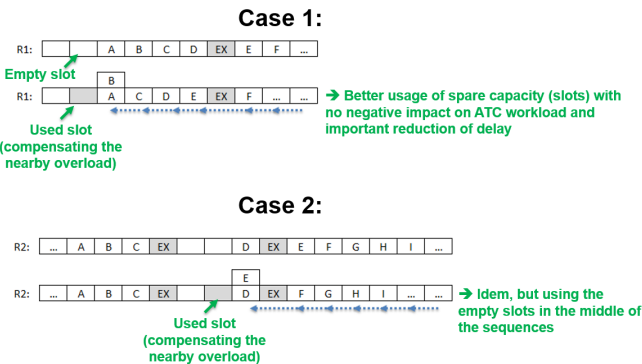 Case 1:
R1: A B C D EX E F ...
Empty slot
B
R1: A C D E EX F ... ...
➔ Better usage of spare capacity (slots) with
no negative impact on ATC workload and
important reduction of delay
Used slot
(compensating the
nearby overload)
Case 2:
R2: ... A B C EX D EX E F G H I ...
E
R2: ... A B C EX D EX F G H I ... ...
➔ Idem, but using the
empty slots in the middle of
the sequences
Used slot
(compensating the
nearby overload)